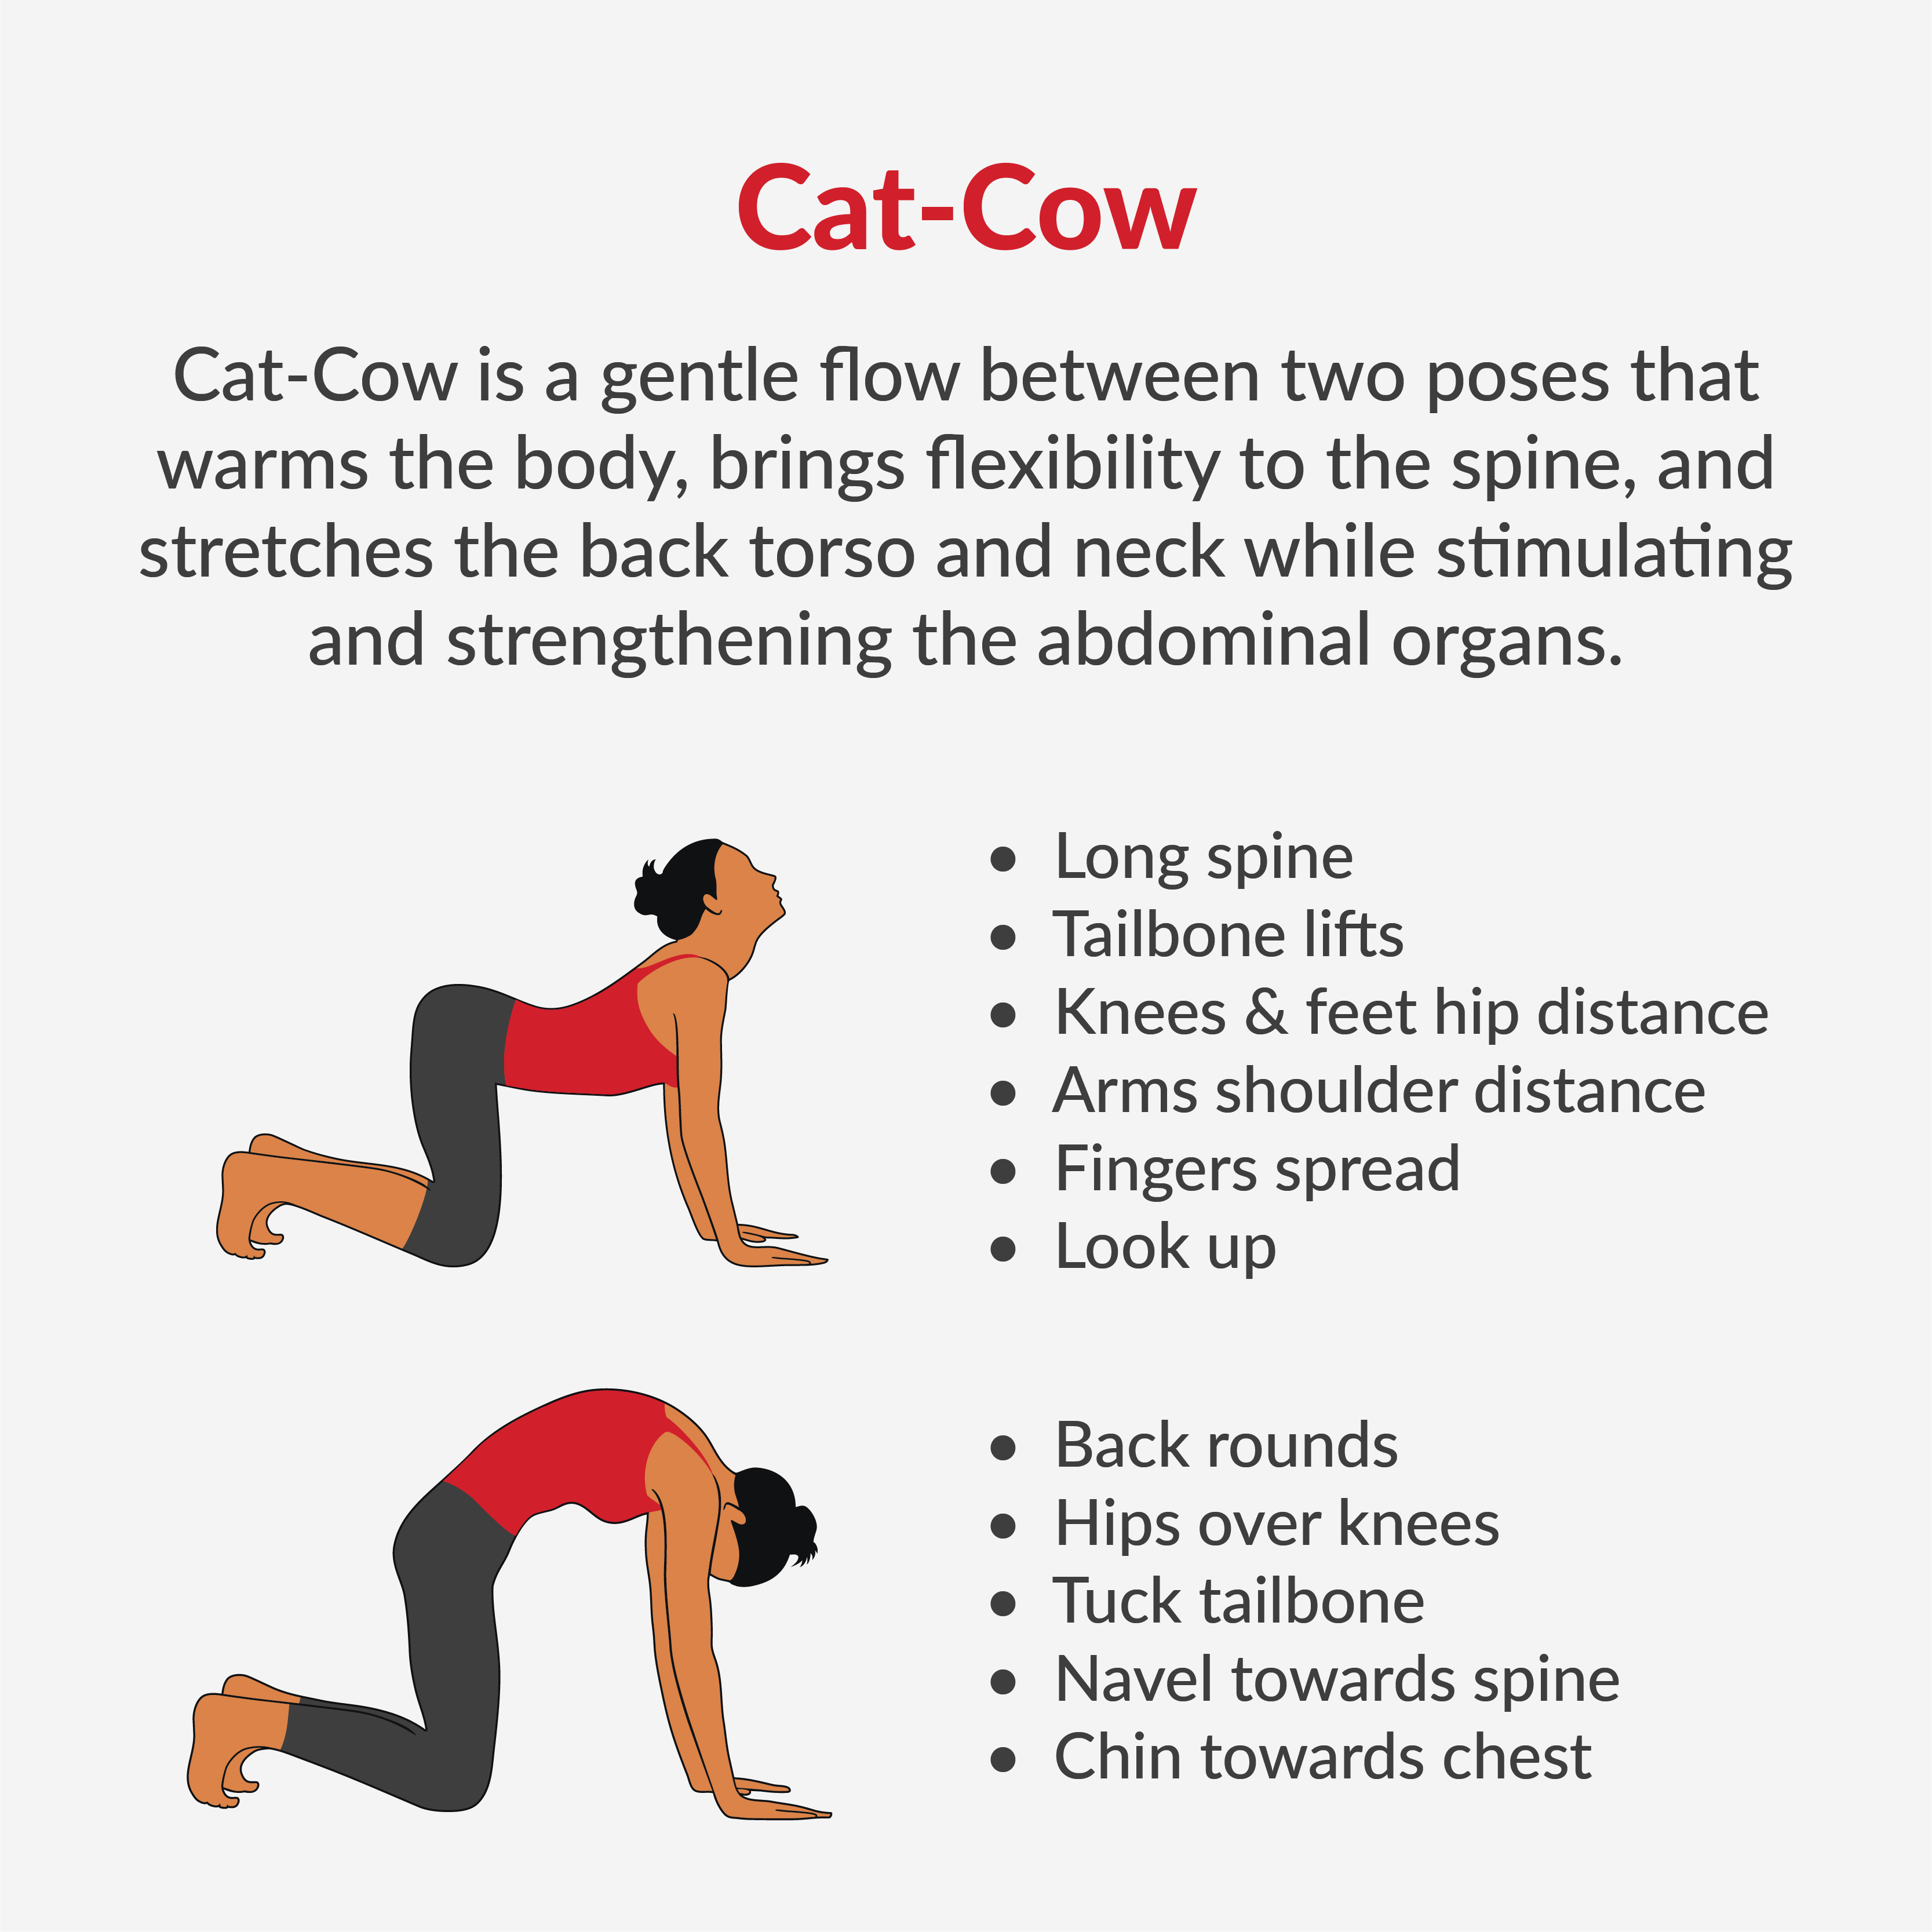 Cat-Cow
Cat-Cow is a gentle flow between two poses that
warms the body, brings flexibility to the spine, and
stretches the back torso and neck while stimulating
and strengthening the abdominal organs.
• Long spine
• Tailbone lifts
• Knees & feet hip distance
• Arms shoulder distance
• Fingers spread
• Look up
• Back rounds
• Hips over knees
• Tuck tailbone
• Navel towards spine
• Chin towards chest